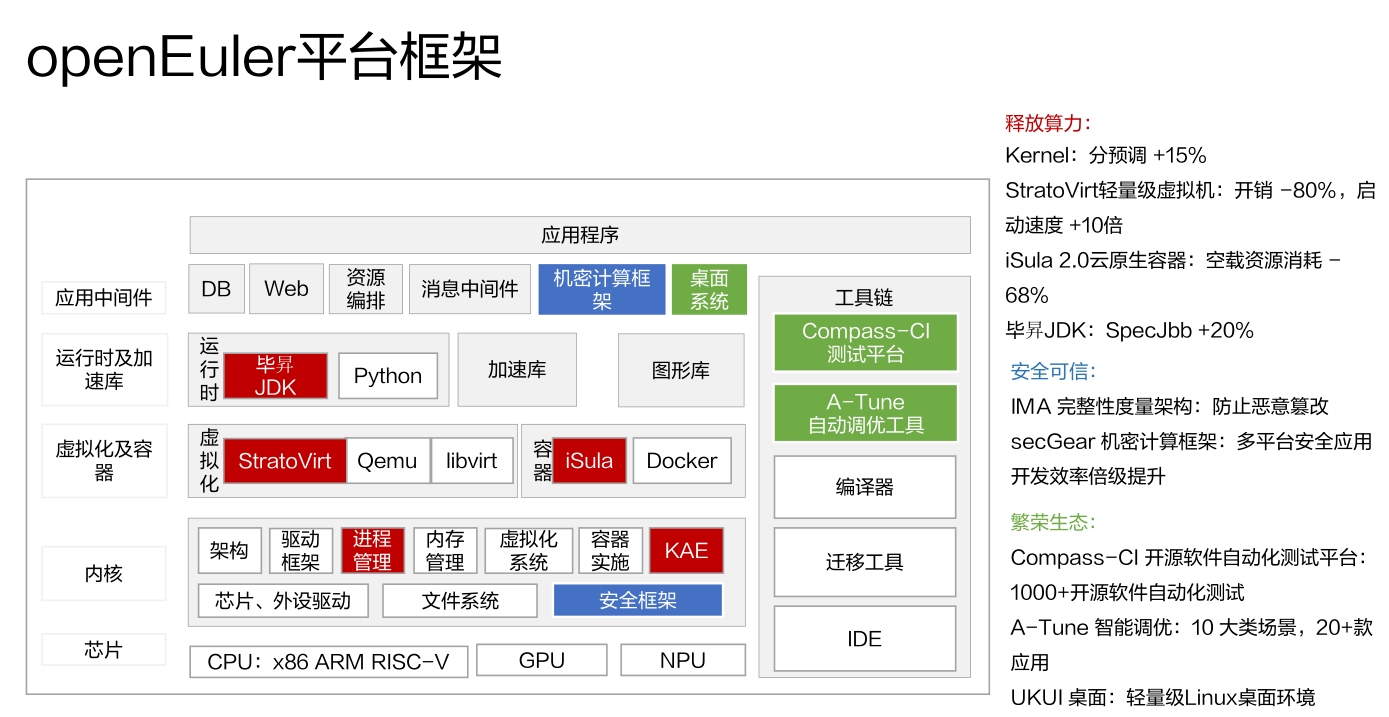 openEuler平台框架
应用程序
应用中间件
DB
Web
资源
编排
消息中间件
机密计算框
架
桌面
系统
运行时及加
速库
运
行
时
毕昇
JDK
Python
加速库
图形库
虚拟化及容
器
虚
拟
化
StratoVirt
Qemu
libvirt
容
器
iSula
Docker
内核
架构
驱动
框架
进程
管理
内存
管理
虚拟化
系统
容器
实施
KAE
芯片、外设驱动
文件系统
安全框架
芯片
CPU：x86 ARM RISC-V
GPU
NPU
工具链
Compass-CI
测试平台
A-Tune
自动调优工具
编译器
迁移工具
IDE
释放算力：
Kernel：分预调 +15%
StratoVirt轻量级虚拟机：开销 -80%，启
动速度 +10倍
iSula 2.0云原生容器：空载资源消耗 -
68%
毕昇JDK：SpecJbb +20%
安全可信：
IMA 完整性度量架构：防止恶意篡改
secGear 机密计算框架：多平台安全应用
开发效率倍级提升
繁荣生态：
Compass-CI 开源软件自动化测试平台：
1000+开源软件自动化测试
A-Tune 智能调优：10 大类场景，20+款
应用
UKUI 桌面：轻量级Linux桌面环境